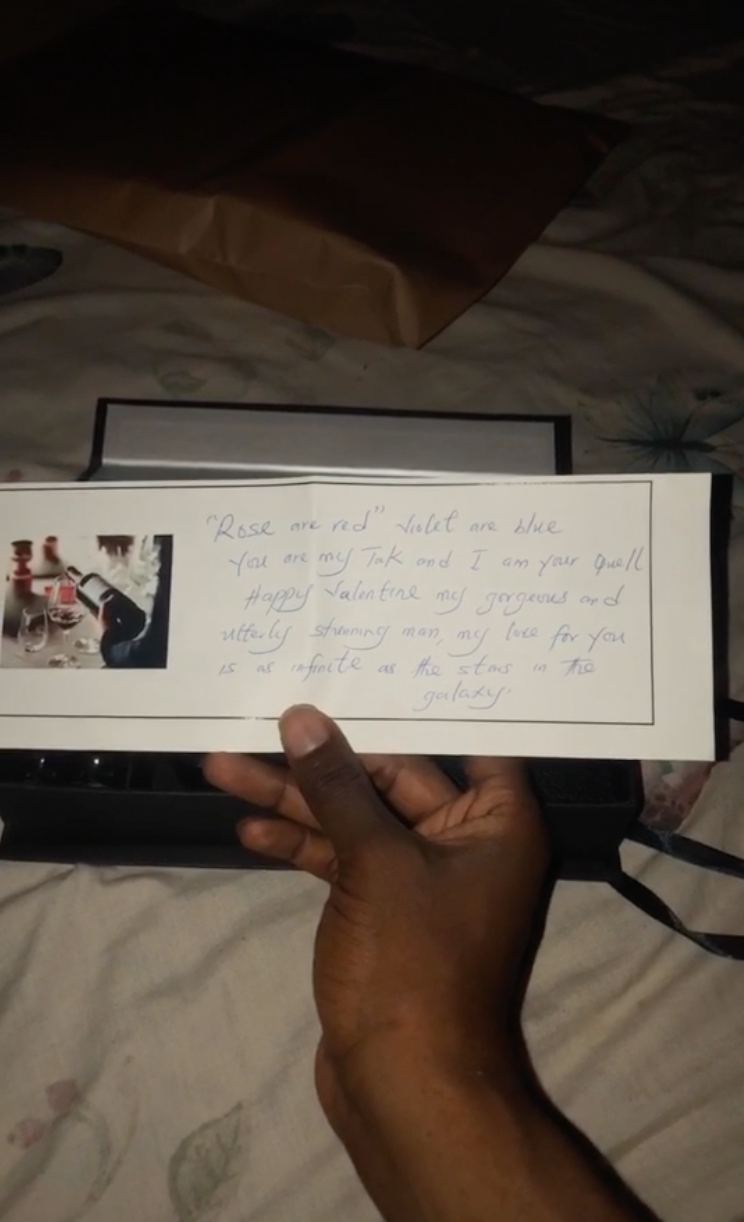 "Rose are red" Violet are blue
You are my Tak and I am your Quell
Happy Valentine my gorgeous and
utterly stunning man, my love for you
is as infinite as the stars in the
galaxy.